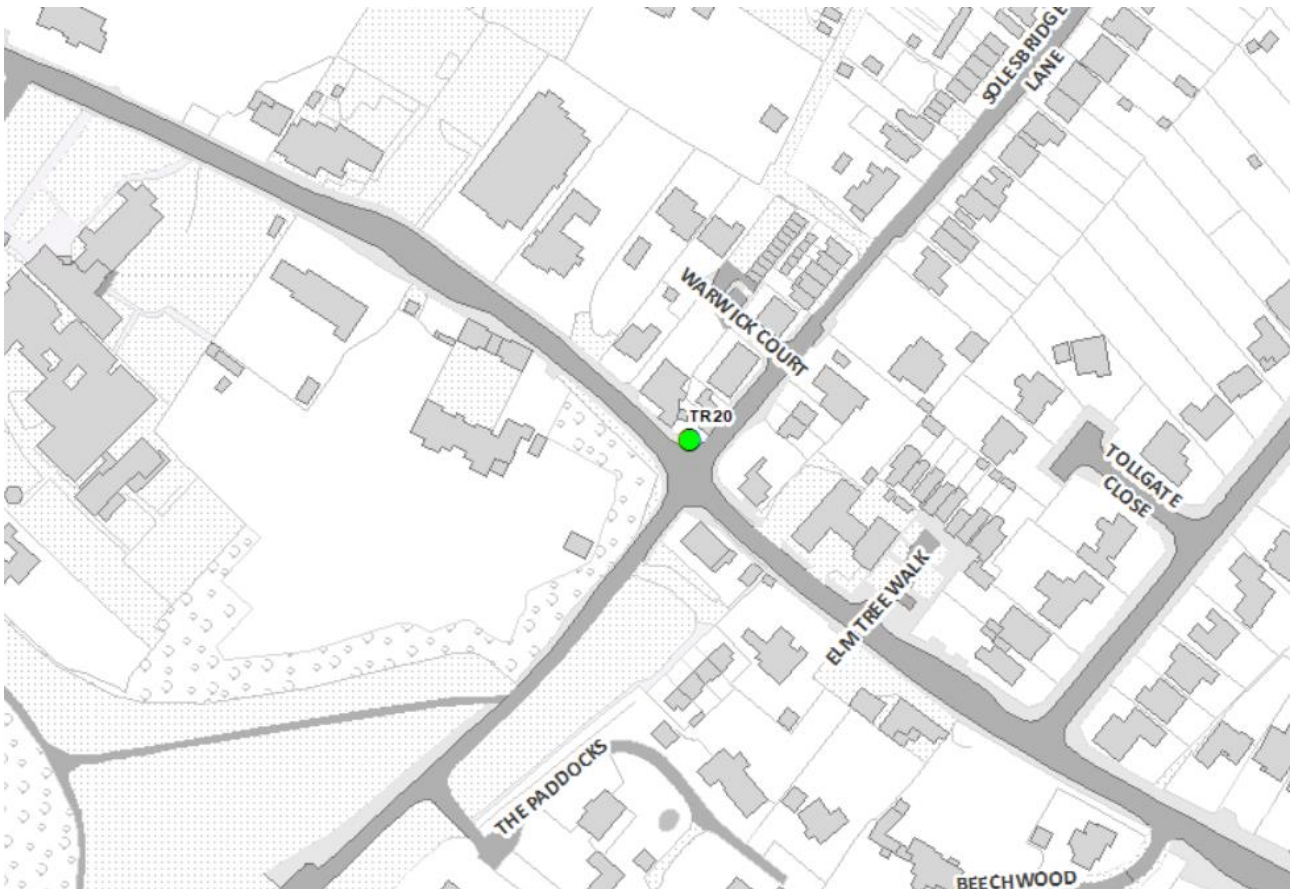 SOLESBRIDGE
LANE
WARWICK COURT
TR20
TOLLGATE
CLOSE
ELM TREE WALK
THE PADDOCKS
BEECHWOOD